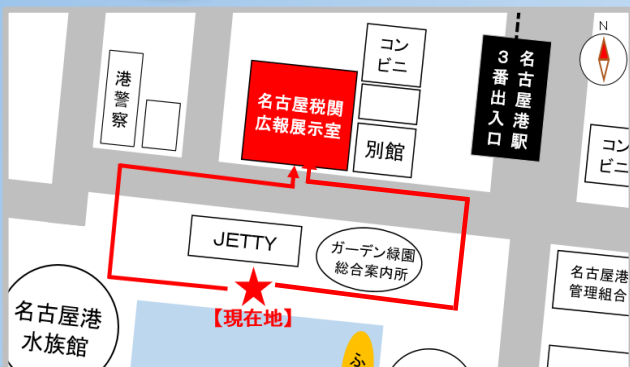 コン
ビニ
N
名古屋港駅
3番出入口
港警察
名古屋税関
広報展示室
別館
コン
ビニ
JETTY
ガーデン緑園
総合案内所
名古屋港
管理組合
【現在地】
名古屋港
水族館
ふ